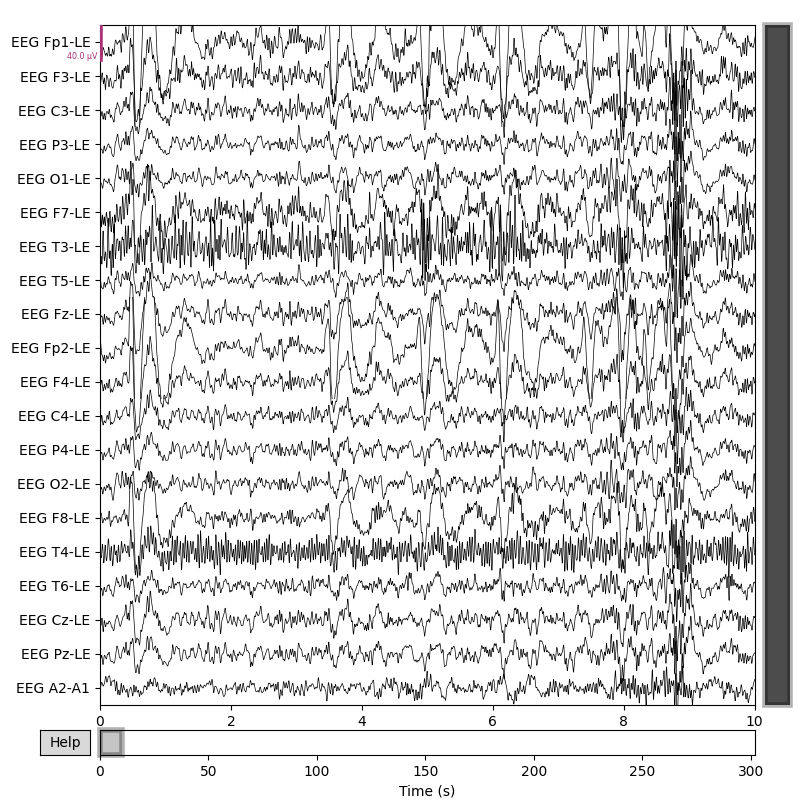 EEG Fp1-LE
40.0 µV
EEG F3-LE
EEG C3-LE
EEG P3-LE
EEG O1-LE
EEG F7-LE
EEG T3-LE
EEG T5-LE
EEG Fz-LE
EEG Fp2-LE
EEG F4-LE
EEG C4-LE
EEG P4-LE
EEG O2-LE
EEG F8-LE
EEG T4-LE
EEG T6-LE
EEG Cz-LE
EEG Pz-LE
EEG A2-A1
0 2 4 6 8 10
Help
0 50 100 150 200 250 300
Time (s)